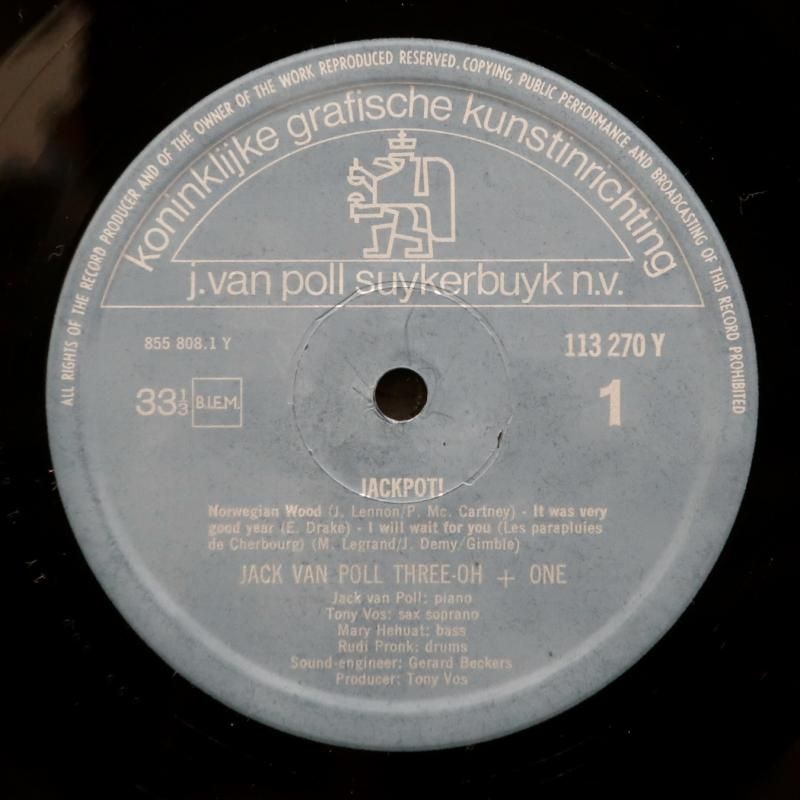 ALL RIGHTS OF THE RECORD PRODUCER AND OF THE OWNER OF THE WORK REPRODUCED RESERVED. COPYING, PUBLIC PERFORMANCE AND BROADCASTING OF THIS RECORD PROHIBITED
koninklijke grafische kunstinrichting
j.van poll suykerbuyk n.v.
855 808.1 Y
113 270 Y
33 1/3
B.I.E.M.
1
JACKPOT!
Norwegian Wood (J. Lennon/P. Mc. Cartney) - It was very
good year (E. Drake) - I will wait for you (Les parapluies
de Cherbourg) (M. Legrand/J. Demy/Gimble)
JACK VAN POLL THREE-OH + ONE
Jack van Poll: piano
Tony Vos: sax soprano
Mary Hehuat: bass
Rudi Pronk: drums
Sound-engineer: Gerard Beckers
Producer: Tony Vos